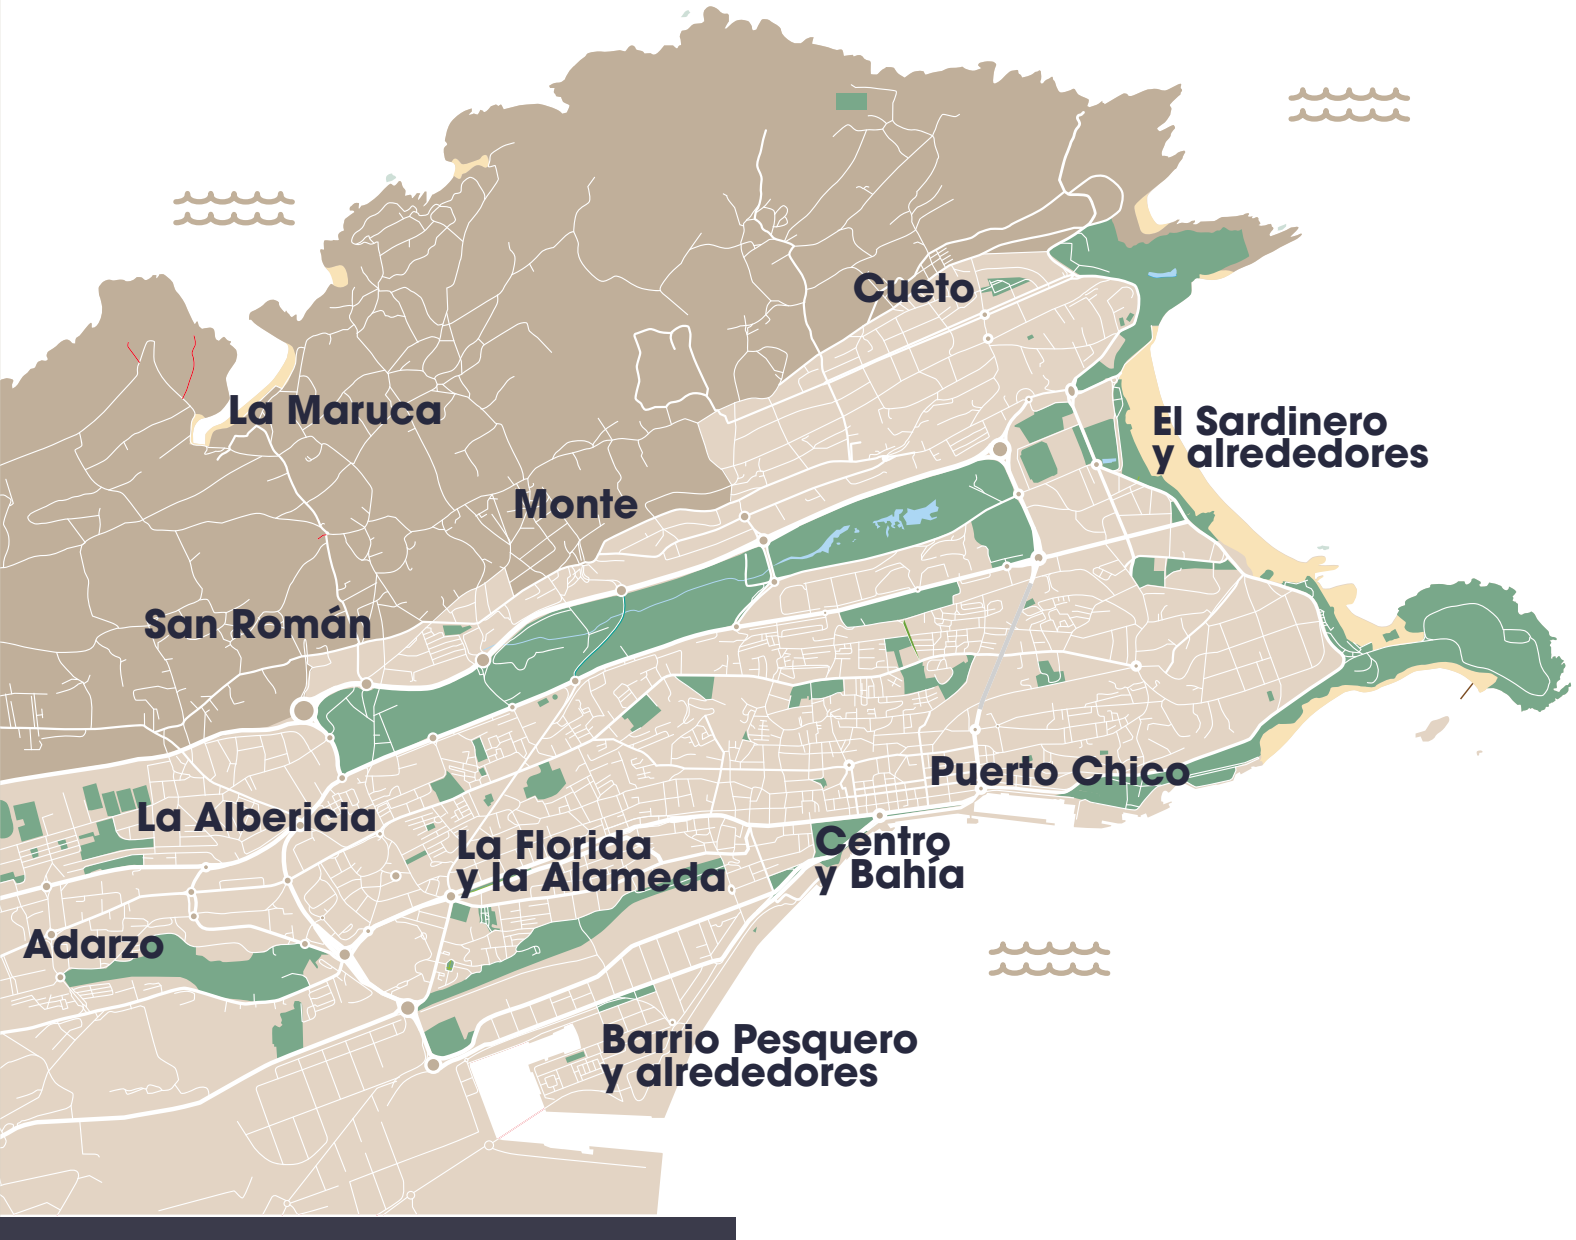 Cueto
La Maruca
El Sardinero
y alrededores
Monte
San Román
Puerto Chico
La Albericia
La Florida
y la Alameda
Centro
y Bahía
Adarzo
Barrio Pesquero
y alrededores